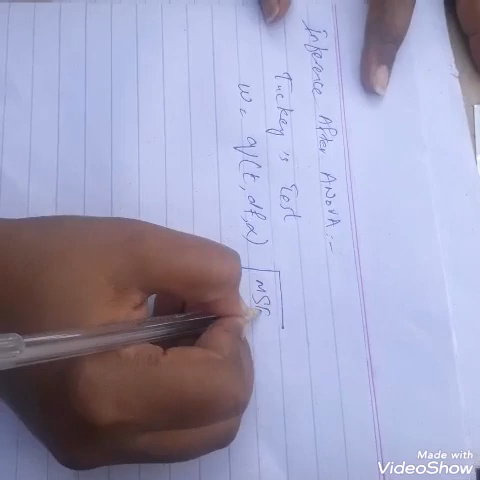 Inference After ANOVA :-
Tuckey's Test
W = q(t, df, α) √MSE
Made with
VideoShow